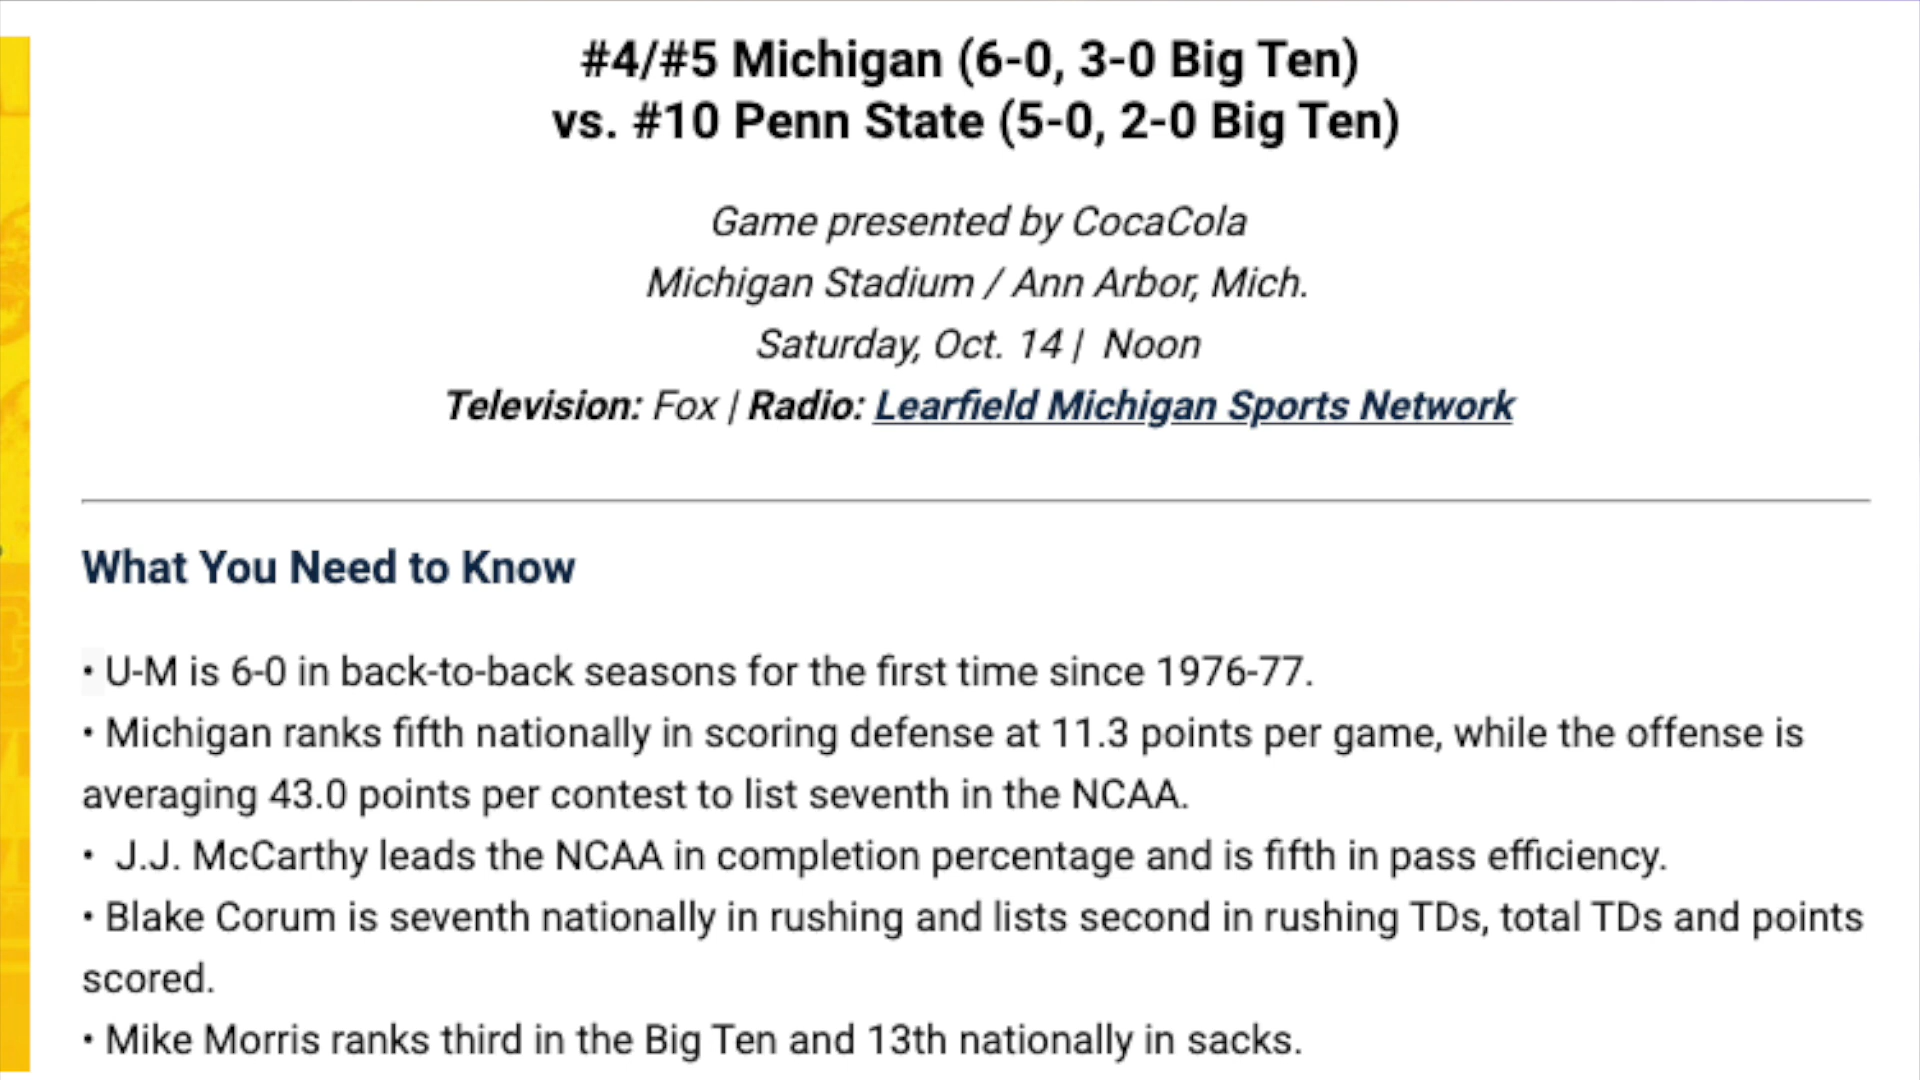 #4/#5 Michigan (6-0, 3-0 Big Ten)
vs. #10 Penn State (5-0, 2-0 Big Ten)
Game presented by CocaCola
Michigan Stadium / Ann Arbor, Mich.
Saturday, Oct. 14 | Noon
Television: Fox | Radio: Learfield Michigan Sports Network
What You Need to Know
• U-M is 6-0 in back-to-back seasons for the first time since 1976-77.
• Michigan ranks fifth nationally in scoring defense at 11.3 points per game, while the offense is
averaging 43.0 points per contest to list seventh in the NCAA.
• J.J. McCarthy leads the NCAA in completion percentage and is fifth in pass efficiency.
• Blake Corum is seventh nationally in rushing and lists second in rushing TDs, total TDs and points
scored.
• Mike Morris ranks third in the Big Ten and 13th nationally in sacks.